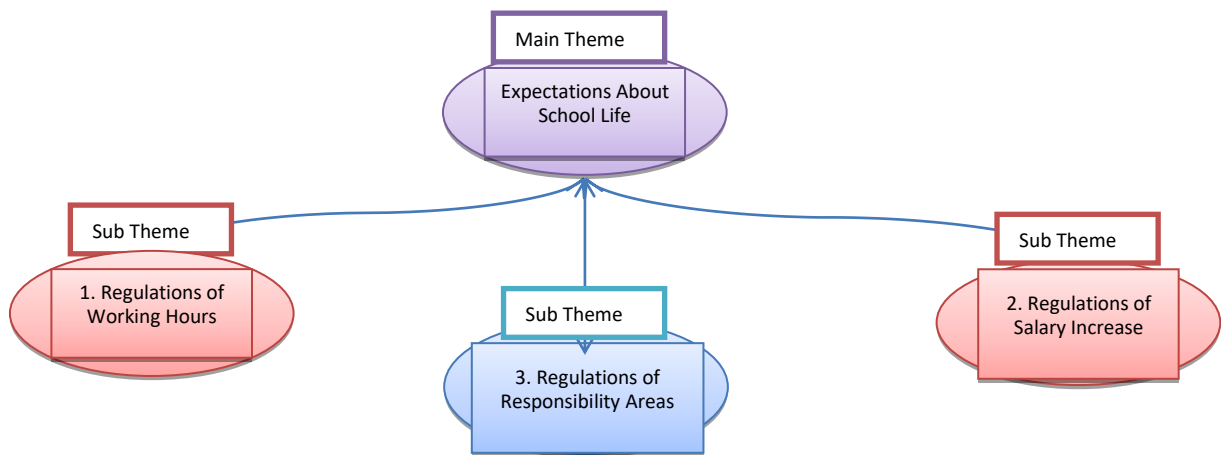 Main Theme
Expectations About
School Life
Sub Theme
1. Regulations of
Working Hours
Sub Theme
3. Regulations of
Responsibility Areas
Sub Theme
2. Regulations of
Salary Increase